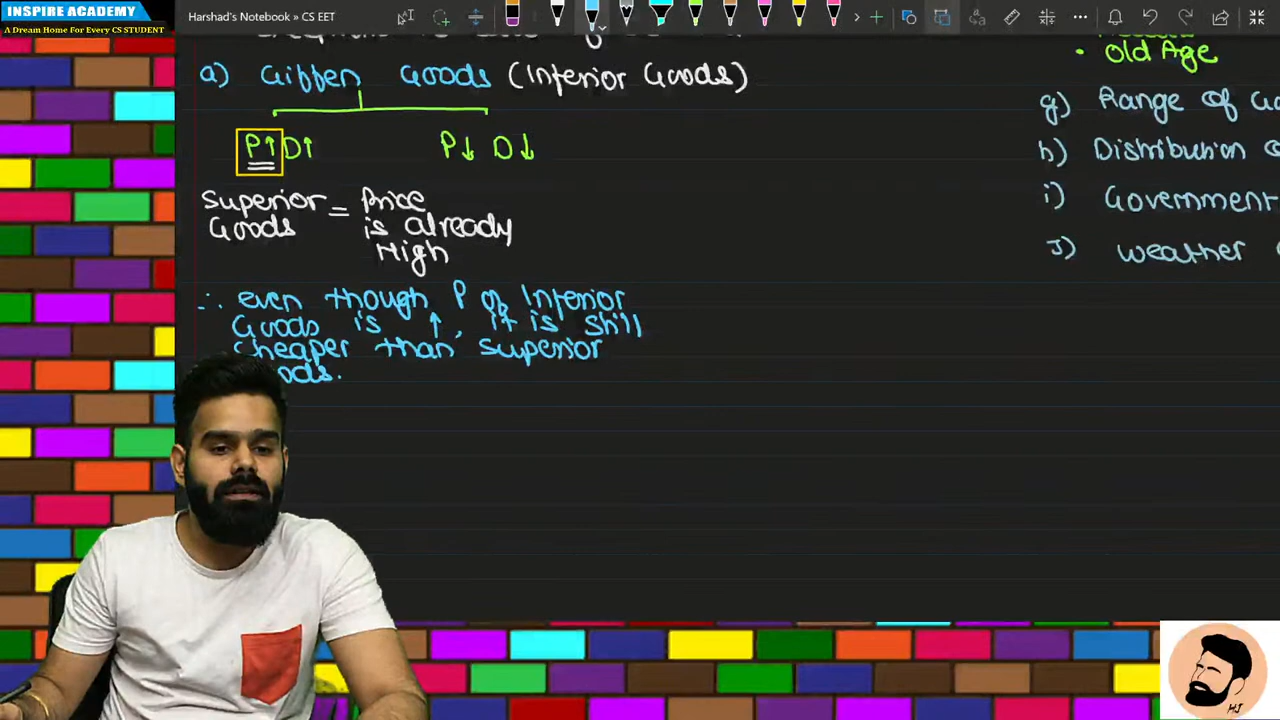 INSPIRE ACADEMY
A Dream Home For Every CS STUDENT
Harshad's Notebook » CS EET
a) Giffen Goods (Inferior Goods)
P↑ D↑ P↓ D↓
Superior Goods = Price is already High
∴ even though P of Inferior
Goods is ↑, it is still
cheaper than superior
• Old Age
g) Range of
h) Distribution
i) Government
J) Weather
HJ